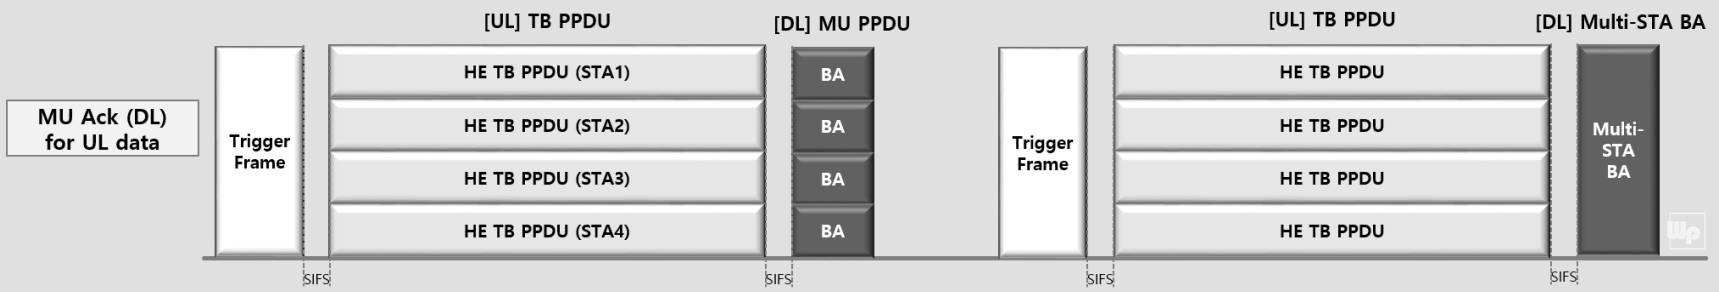 [UL] TB PPDU
[DL] MU PPDU
[UL] TB PPDU
[DL] Multi-STA BA
MU Ack (DL)
for UL data
Trigger
Frame
HE TB PPDU (STA1)
HE TB PPDU (STA2)
HE TB PPDU (STA3)
HE TB PPDU (STA4)
BA
BA
BA
BA
Trigger
Frame
HE TB PPDU
HE TB PPDU
HE TB PPDU
HE TB PPDU
Multi-
STA
BA
Wp
SIFS
SIFS
SIFS
SIFS